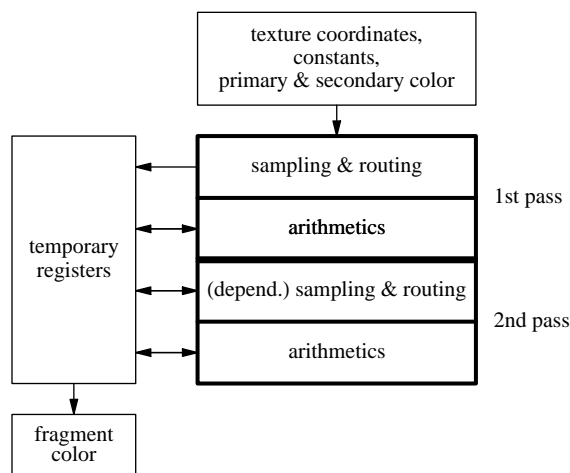 texture coordinates,
constants,
primary & secondary color
sampling & routing
1st pass
arithmetics
temporary
registers
(depend.) sampling & routing
2nd pass
arithmetics
fragment
color